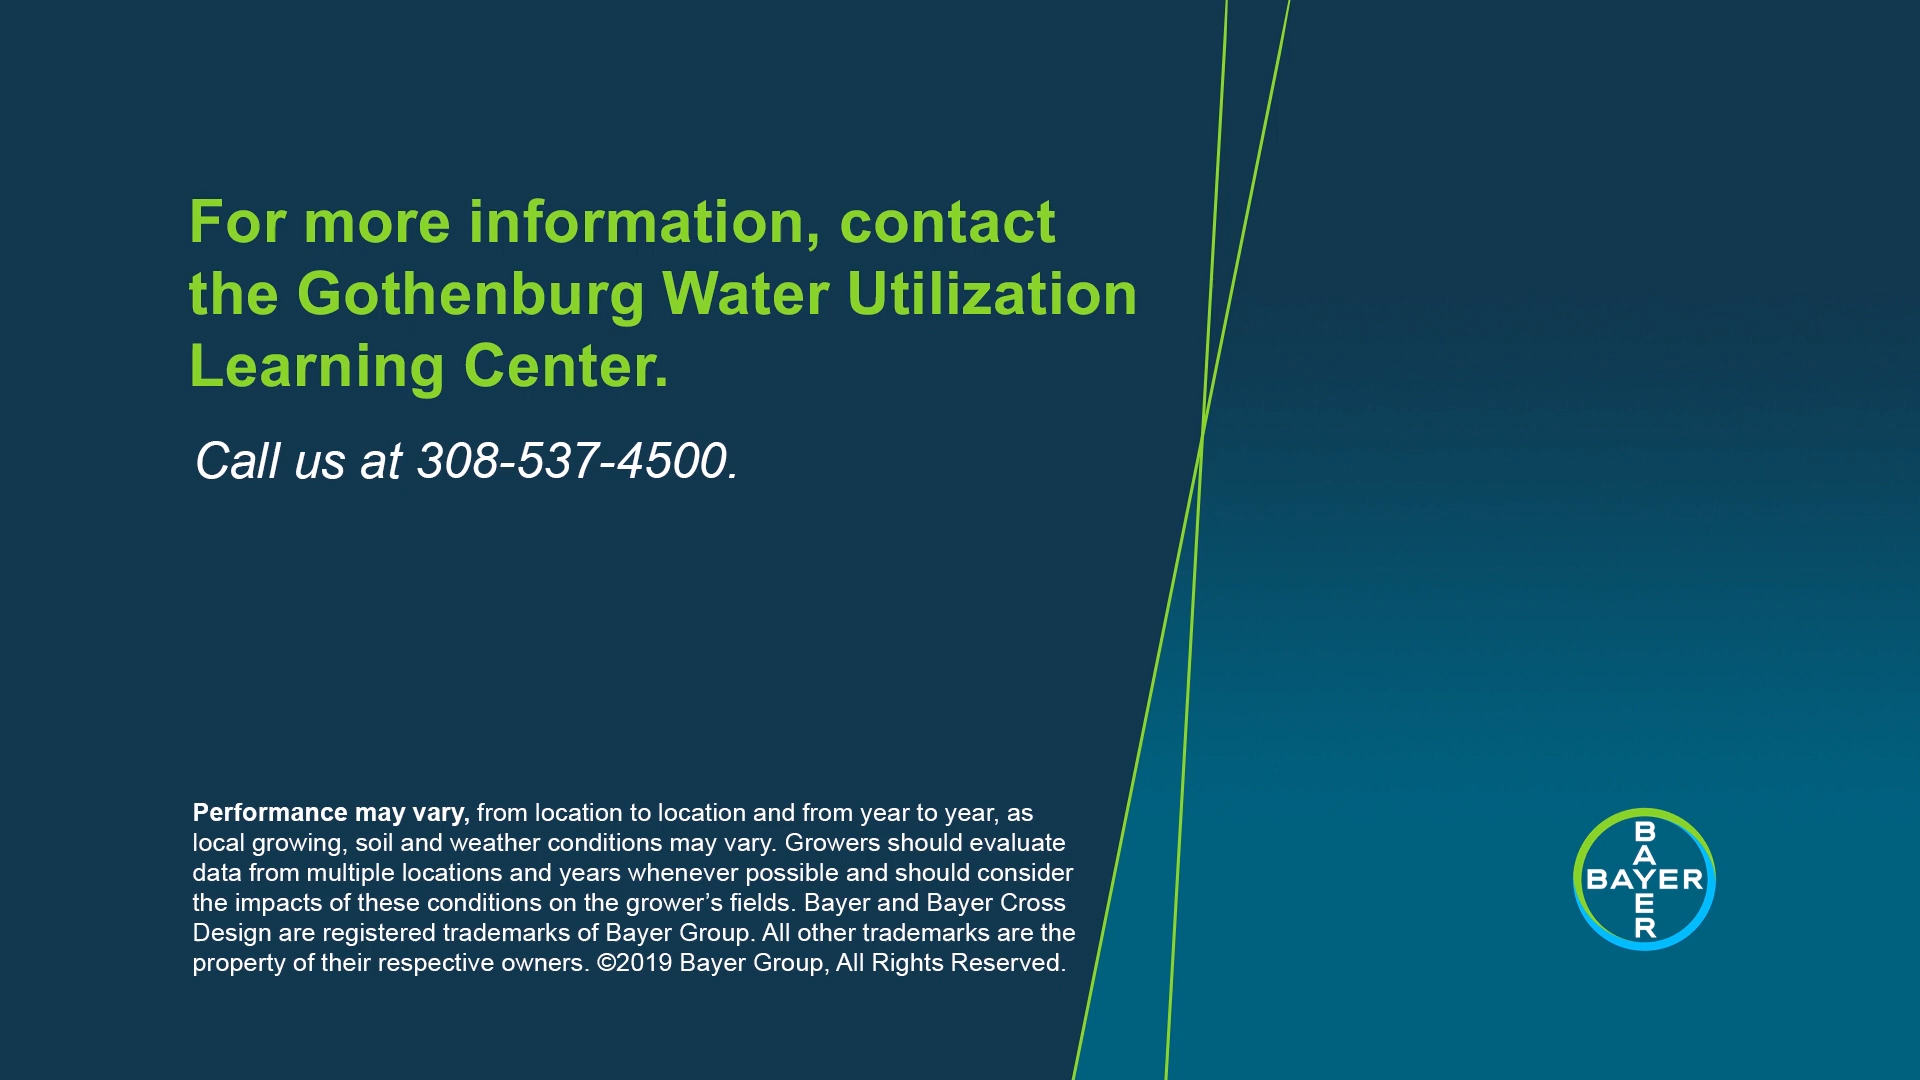 For more information, contact
the Gothenburg Water Utilization
Learning Center.
Call us at 308-537-4500.
Performance may vary, from location to location and from year to year, as
local growing, soil and weather conditions may vary. Growers should evaluate
data from multiple locations and years whenever possible and should consider
the impacts of these conditions on the grower’s fields. Bayer and Bayer Cross
Design are registered trademarks of Bayer Group. All other trademarks are the
property of their respective owners. ©2019 Bayer Group, All Rights Reserved.
BAYER
BAYER